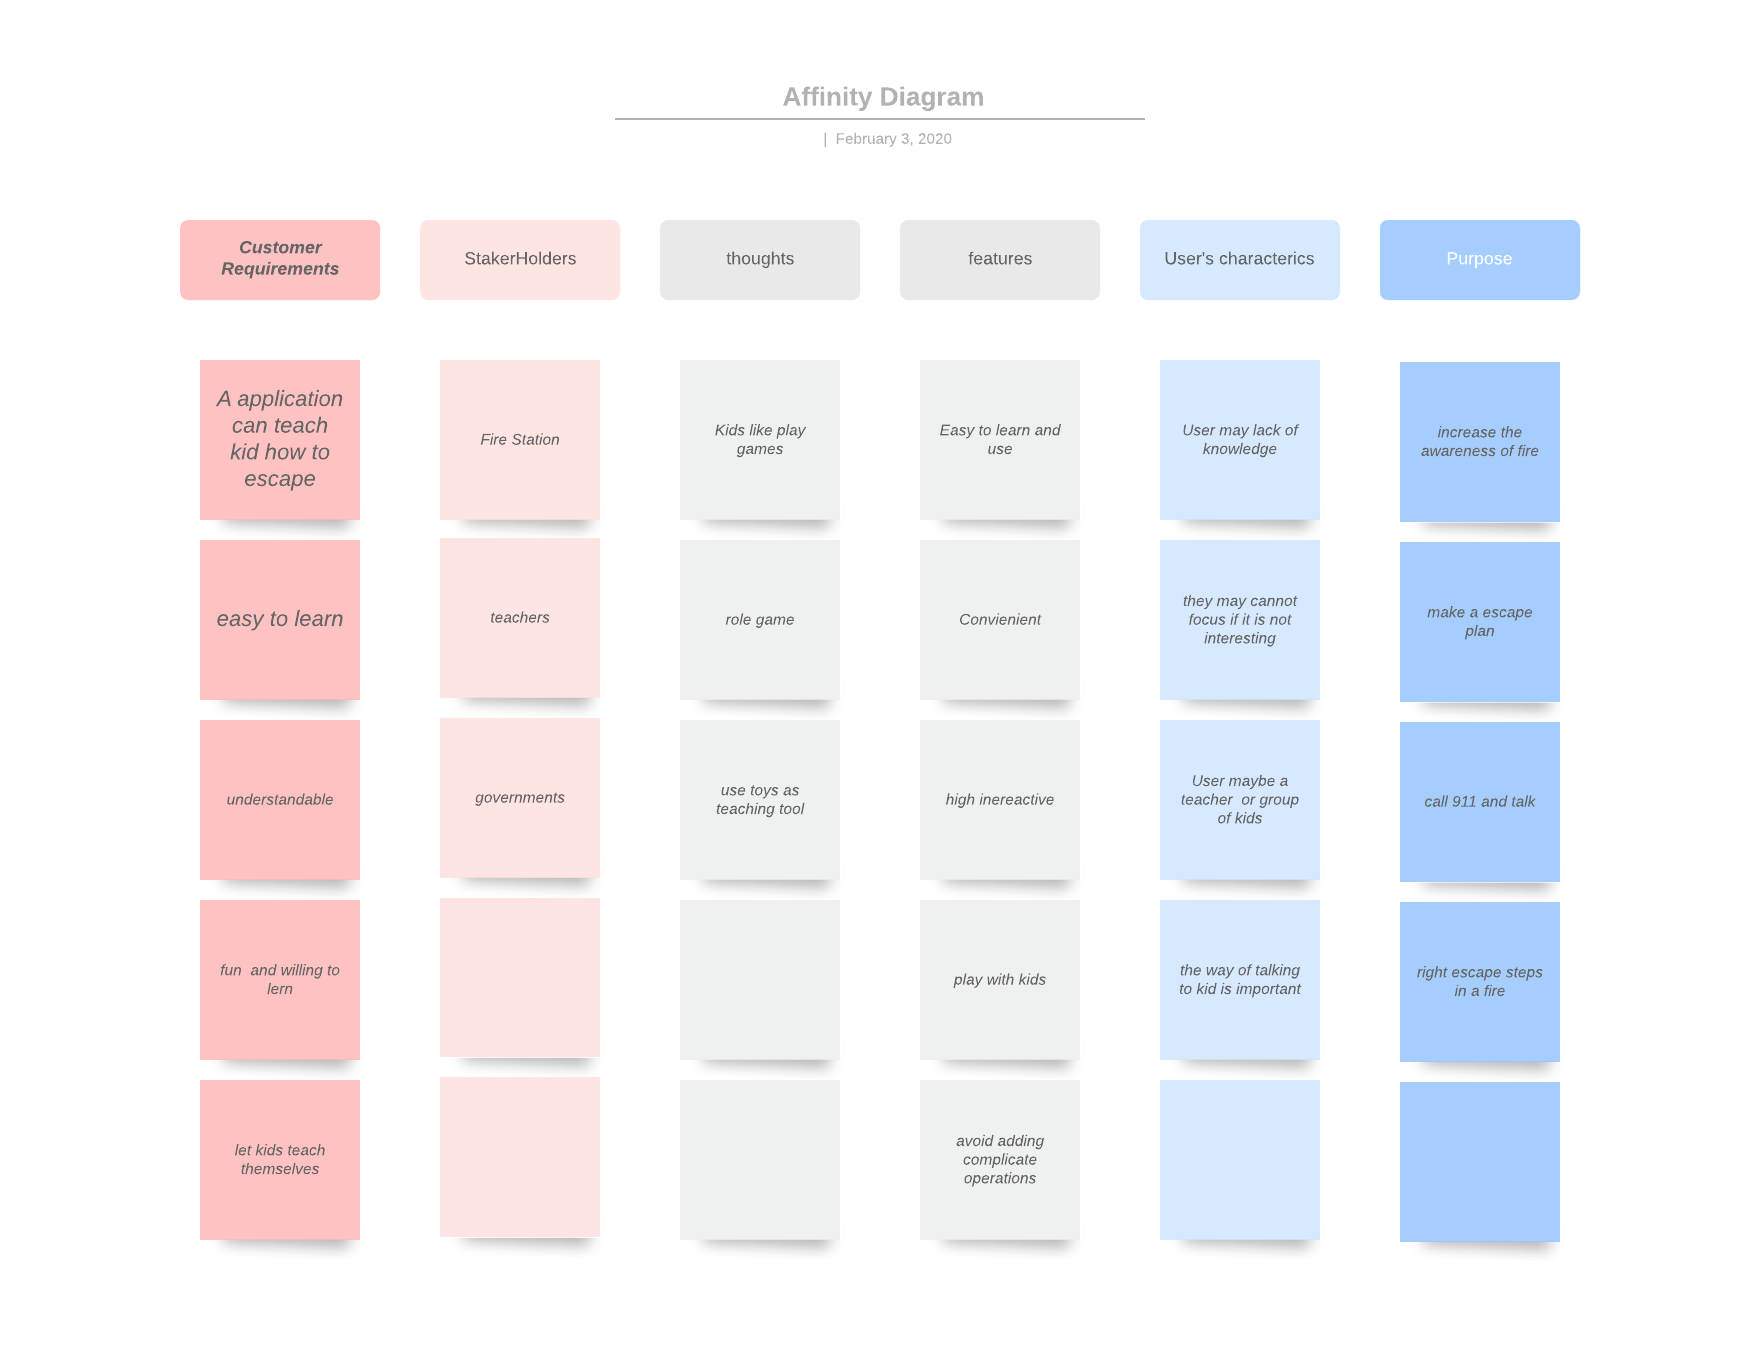 Affinity Diagram
| February 3, 2020
Customer
Requirements
StakerHolders
thoughts
features
User's characterics
Purpose
A application
can teach
kid how to
escape
easy to learn
understandable
fun  and willing to
lern
let kids teach
themselves
Fire Station
teachers
governments
Kids like play
games
role game
use toys as
teaching tool
Easy to learn and
use
Convienient
high inereactive
play with kids
avoid adding
complicate
operations
User may lack of
knowledge
they may cannot
focus if it is not
interesting
User maybe a
teacher  or group
of kids
the way of talking
to kid is important
increase the
awareness of fire
make a escape
plan
call 911 and talk
right escape steps
in a fire